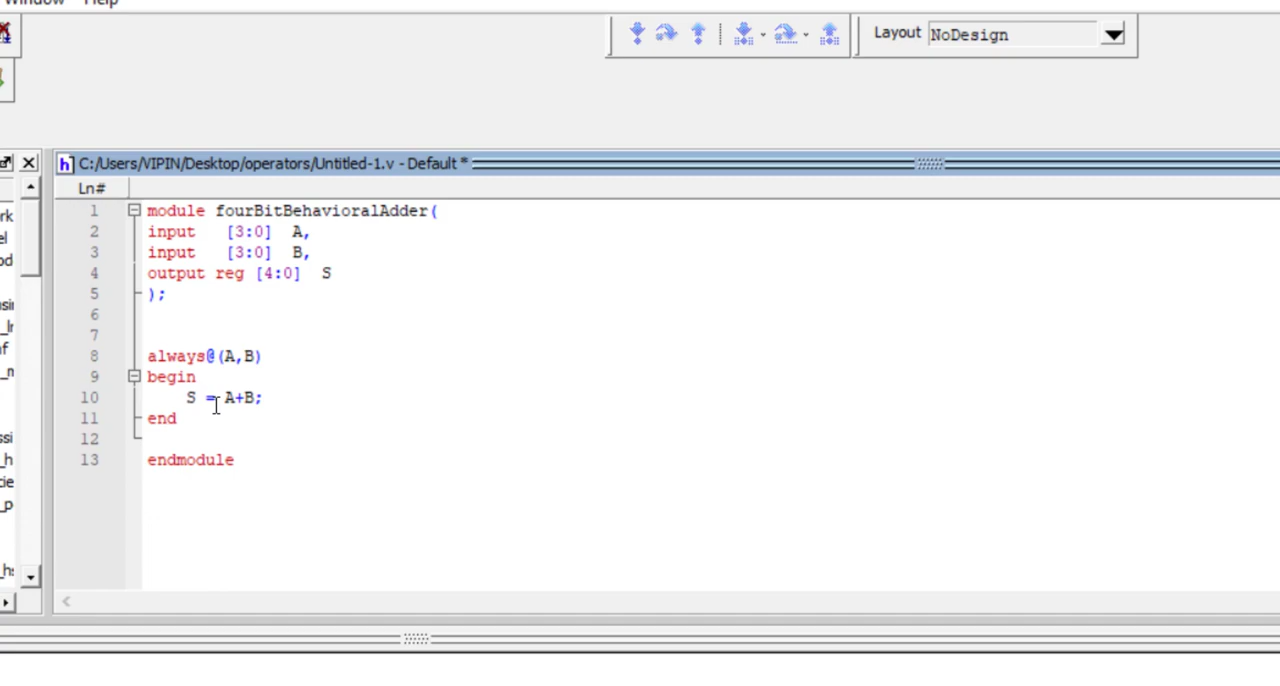 Window Help
Layout NoDesign
C:/Users/VIPIN/Desktop/operators/Untitled-1.v - Default *
Ln#
1 module fourBitBehavioralAdder(
2 input [3:0] A,
3 input [3:0] B,
4 output reg [4:0] S
5 );
6
7
8 always@(A,B)
9 begin
10 S = A+B;
11 end
12
13 endmodule